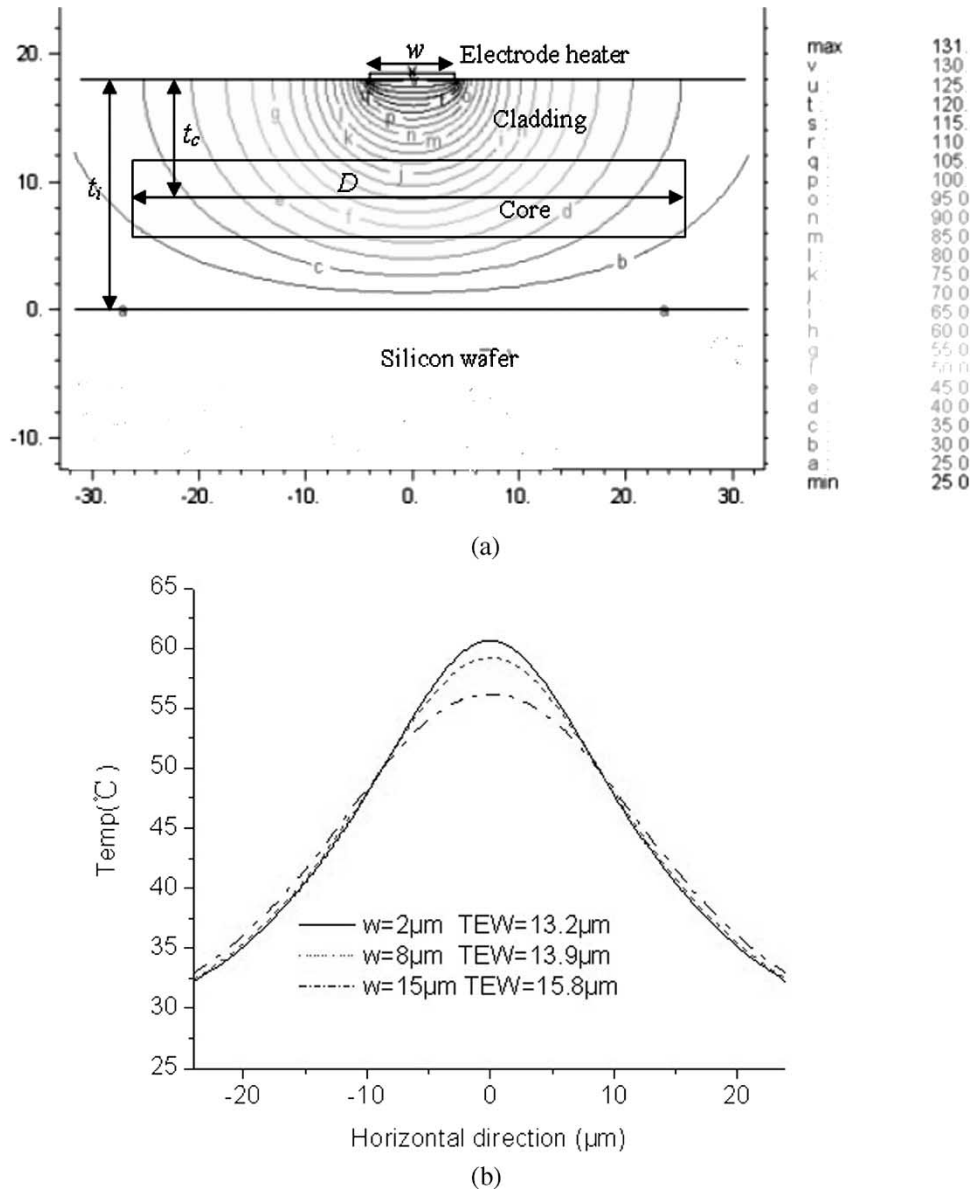 20.
10.
0.
-10.
-30.
-20.
-10.
0.
10.
20.
30.
w
Electrode heater
Cladding
t_c
t_i
D
Core
Silicon wafer
g
k
p
n
m
j
e
f
d
c
b
a
a
max 131.
v 130.
u 125.
t 120.
s 115.
r 110
q 105
p 100.
o 95 0
n 90 0
m 85 0
l 80 0
k 75 0
j 70 0
i 65 0
h 60 0
g 55 0
f 50 0
e 45 0
d 40 0
c 35 0
b 30 0
a 25 0
min 25 0
(a)
65
60
55
50
45
40
35
30
25
Temp(℃)
w=2μm TEW=13.2μm
w=8μm TEW=13.9μm
w=15μm TEW=15.8μm
-20
-10
0
10
20
Horizontal direction (μm)
(b)